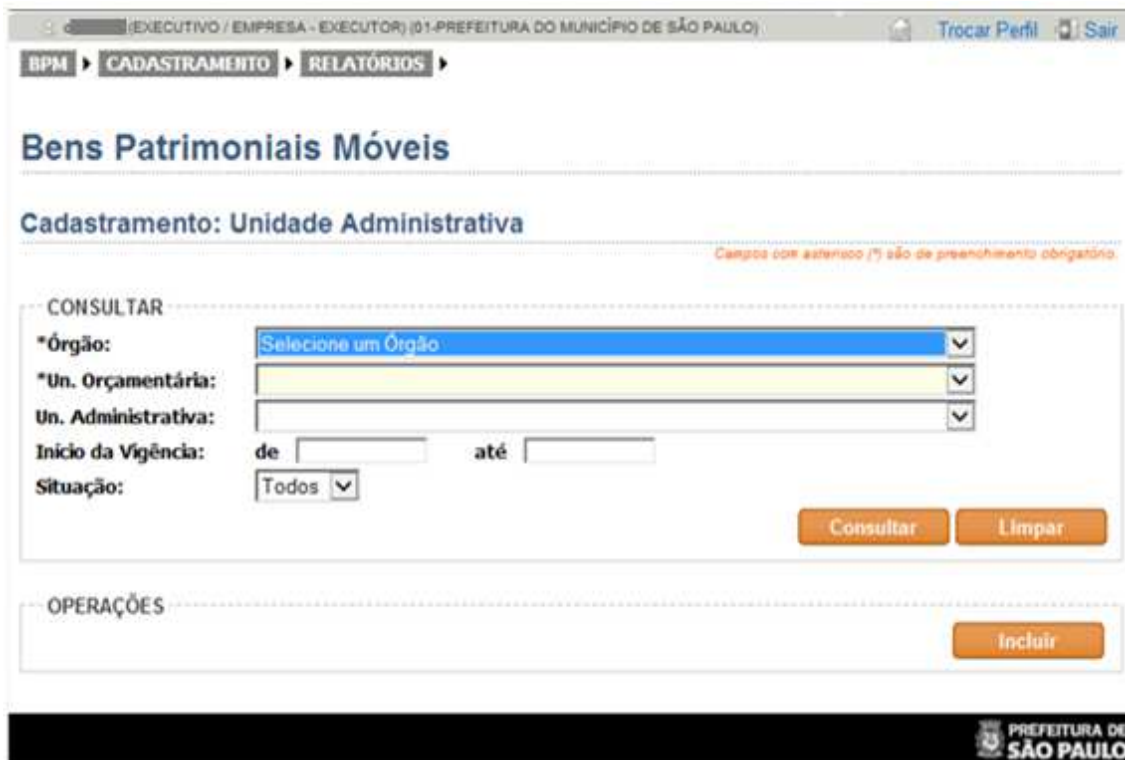 (EXECUTIVO / EMPRESA - EXECUTOR) (01-PREFEITURA DO MUNICÍPIO DE SÃO PAULO) Trocar Perfil Sair
BPM CADASTRAMENTO RELATÓRIOS
Bens Patrimoniais Móveis
Cadastramento: Unidade Administrativa
Campos com asterisco (*) são de preenchimento obrigatório.
CONSULTAR
*Órgão: Selecione um Órgão
*Un. Orçamentária:
Un. Administrativa:
Início da Vigência: de até
Situação: Todos
Consultar Limpar
OPERAÇÕES
Incluir
PREFEITURA DE
SÃO PAULO